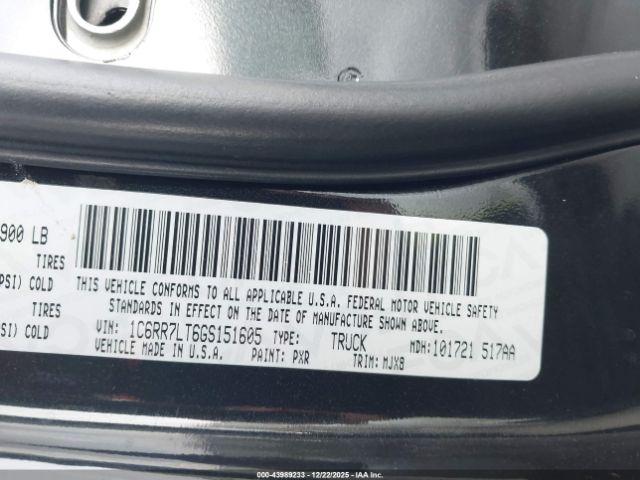 900 LB
TIRES
PSI) COLD
TIRES
SI) COLD
THIS VEHICLE CONFORMS TO ALL APPLICABLE U.S.A. FEDERAL MOTOR VEHICLE SAFETY
STANDARDS IN EFFECT ON THE DATE OF MANUFACTURE SHOWN ABOVE.
VIN: 1C6RR7LT6GS151605 TYPE: TRUCK MDH: 101721 517AA
VEHICLE MADE IN U.S.A. PAINT: PXR TRIM: MJXB
000-43989233 - 12/22/2025 - IAA Inc.